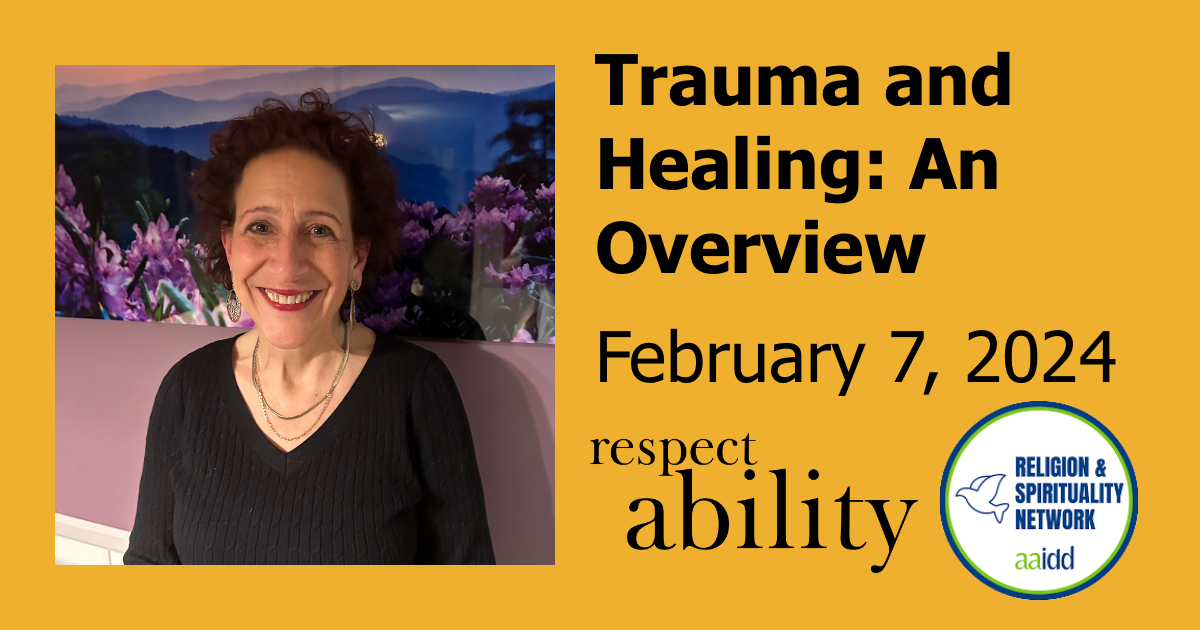 Trauma and
Healing: An
Overview
February 7, 2024
respect
ability
RELIGION &
SPIRITUALITY
NETWORK
aaidd